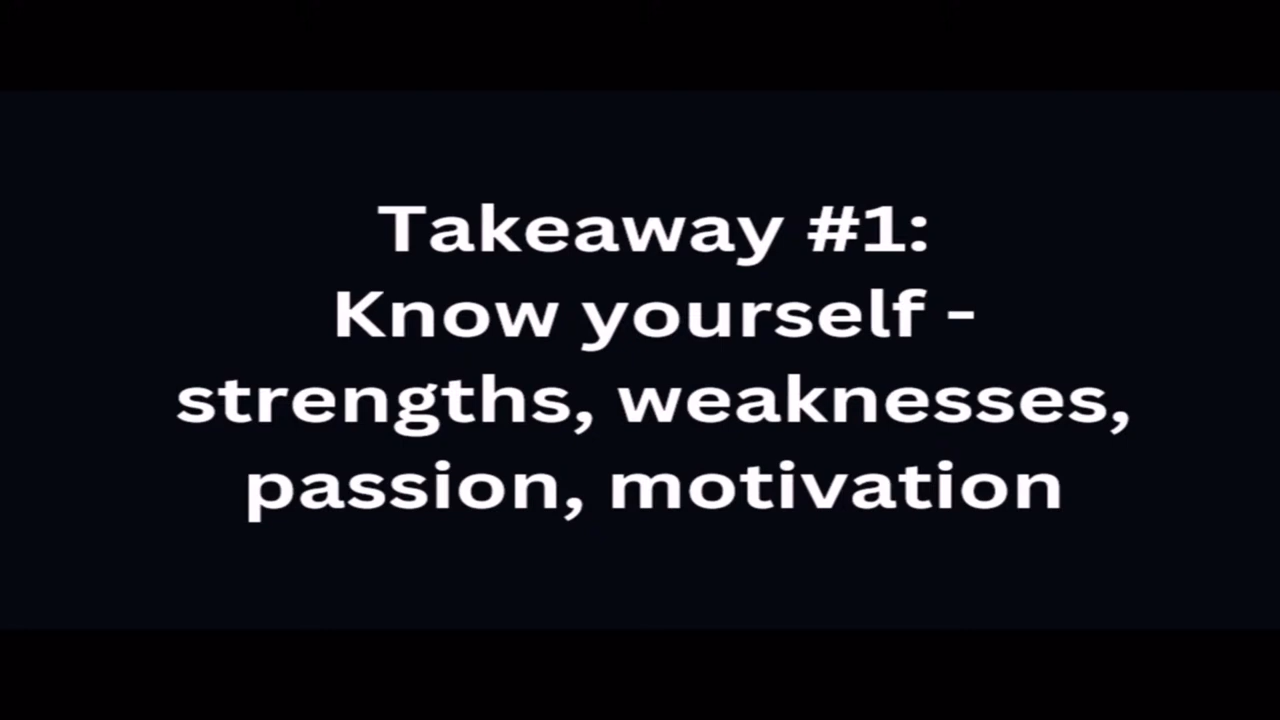 Takeaway #1:
Know yourself -
strengths, weaknesses,
passion, motivation